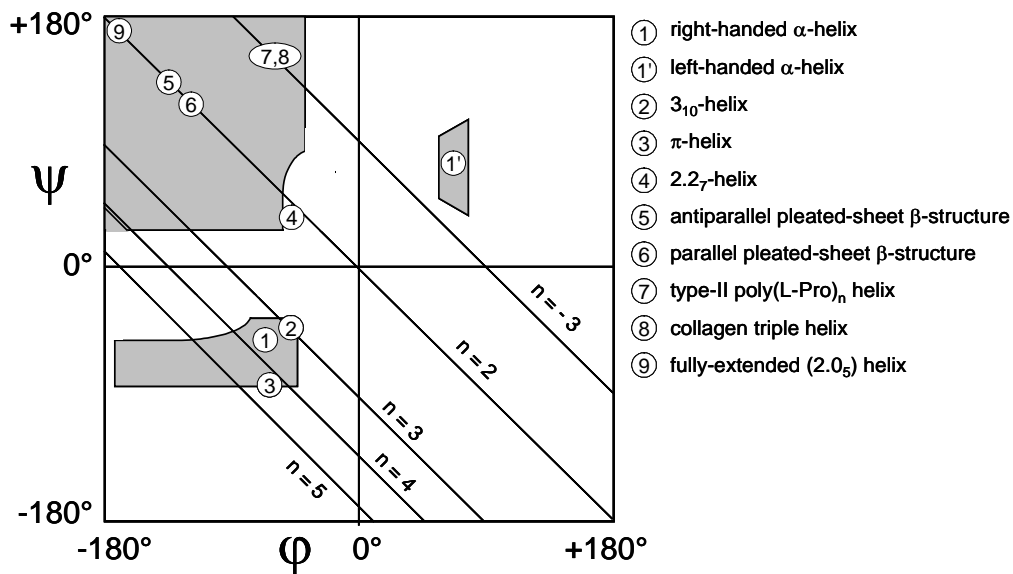 +180°
ψ
0°
-180°
-180°
φ
0°
+180°
9
7,8
5
6
1'
4
2
1
3
n = - 3
n = 2
n = 3
n = 4
n = 5
1 right-handed α-helix
1' left-handed α-helix
2 3₁₀-helix
3 π-helix
4 2.2₇-helix
5 antiparallel pleated-sheet β-structure
6 parallel pleated-sheet β-structure
7 type-II poly(L-Pro)ₙ helix
8 collagen triple helix
9 fully-extended (2.0₅) helix